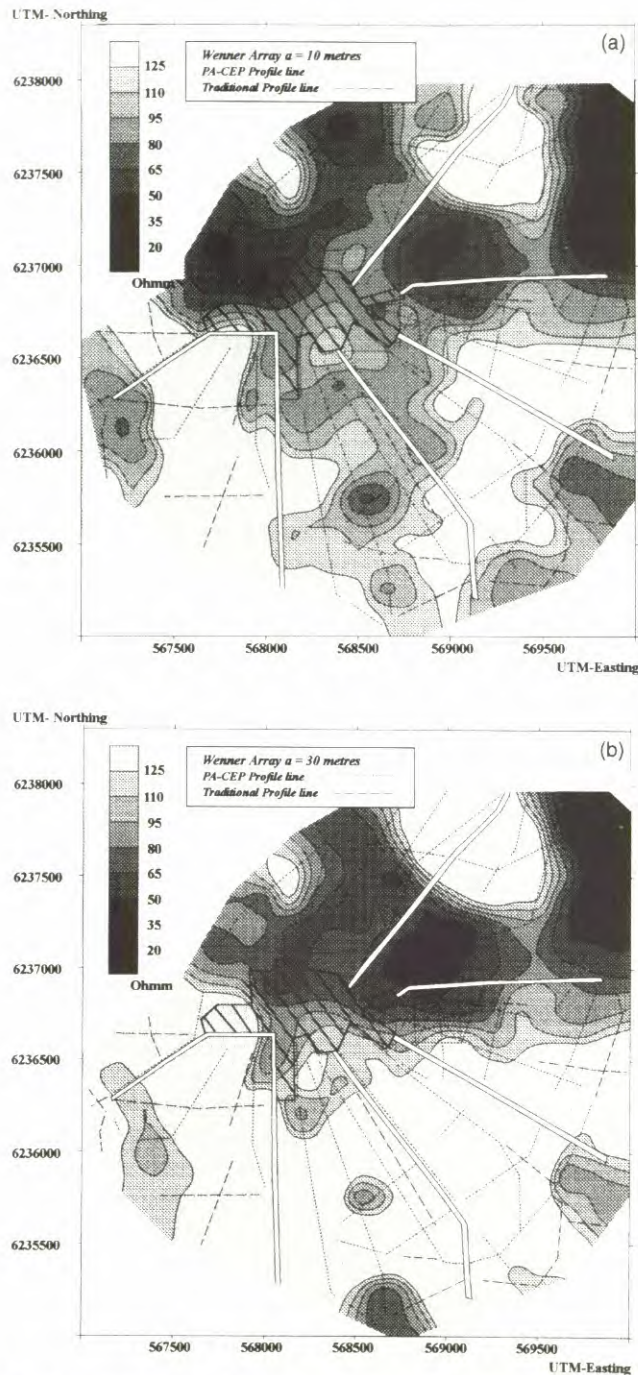 UTM- Northing
(a)
Wenner Array a = 10 metres
PA-CEP Profile line
Traditional Profile line
6238000
6237500
6237000
6236500
6236000
6235500
125
110
95
80
65
50
35
20
Ohmm
567500 568000 568500 569000 569500
UTM-Easting
UTM- Northing
(b)
Wenner Array a = 30 metres
PA-CEP Profile line
Traditional Profile line
6238000
6237500
6237000
6236500
6236000
6235500
125
110
95
80
65
50
35
20
Ohmm
567500 568000 568500 569000 569500
UTM-Easting